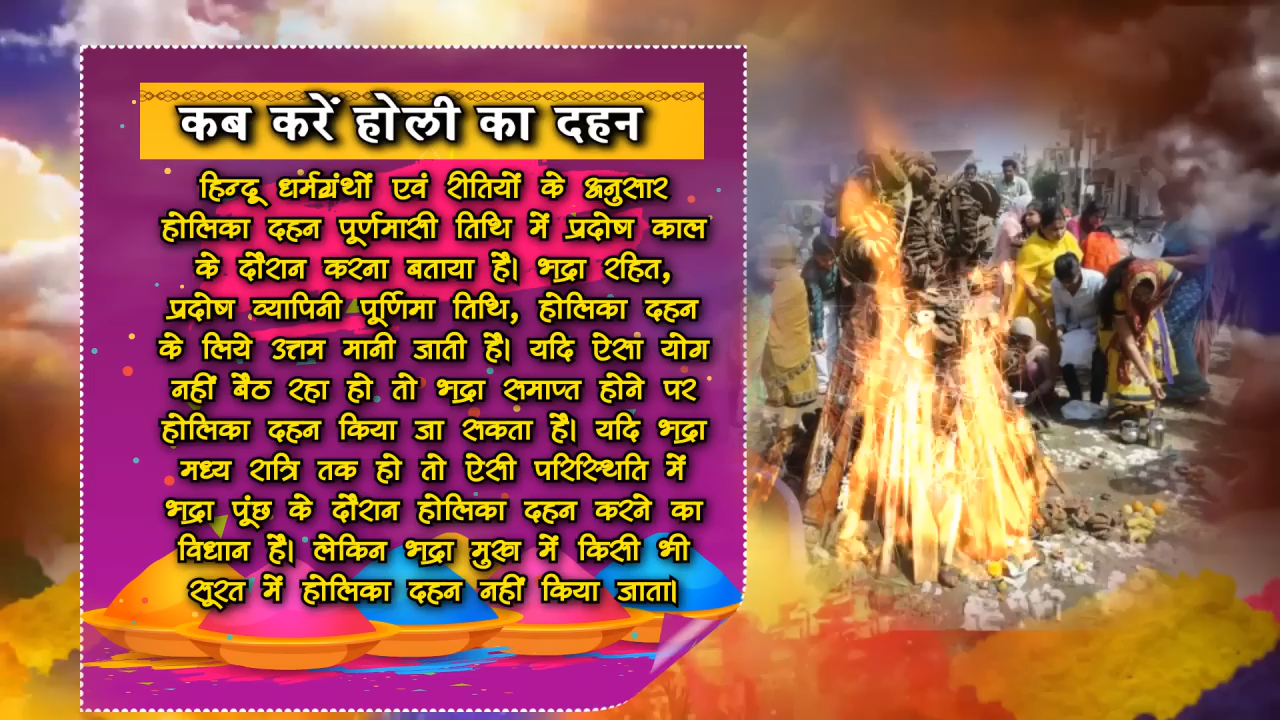 कब करें होली का दहन
हिन्दू धर्मग्रंथों एवं रीतियों के अनुसार
होलिका दहन पूर्णमासी तिथि में प्रदोष काल
के दौरान करना बताया है। भद्रा रहित,
प्रदोष व्यापिनी पूर्णिमा तिथि, होलिका दहन
के लिये उत्तम मानी जाती है। यदि ऐसा योग
नहीं बैठ रहा हो तो भद्रा समाप्त होने पर
होलिका दहन किया जा सकता है। यदि भद्रा
मध्य रात्रि तक हो तो ऐसी परिस्थिति में
भद्रा पूंछ के दौरान होलिका दहन करने का
विधान है। लेकिन भद्रा मुख में किसी भी
सूरत में होलिका दहन नहीं किया जाता।